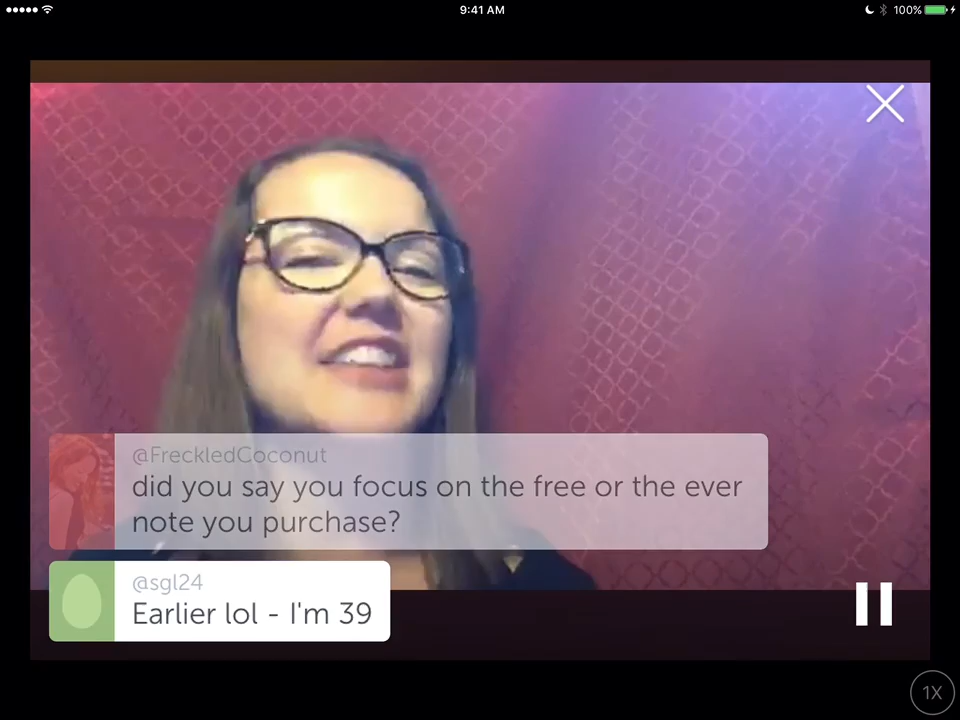 9:41 AM
100%
@FreckledCoconut
did you say you focus on the free or the ever
note you purchase?
@sgl24
Earlier lol - I'm 39
1X